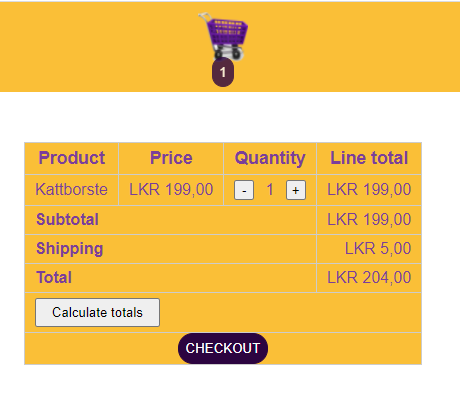 1
Product Price Quantity Line total
Kattborste LKR 199,00 - 1 + LKR 199,00
Subtotal LKR 199,00
Shipping LKR 5,00
Total LKR 204,00
Calculate totals
CHECKOUT